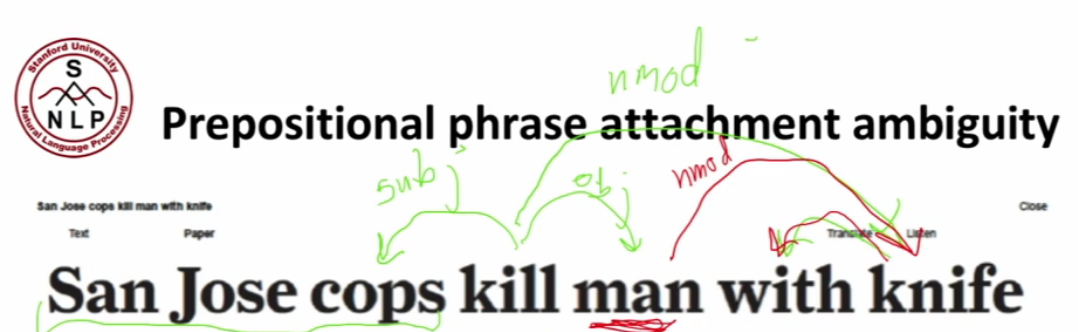 Stanford University
S
NLP
Natural Language Processing
nmod
Prepositional phrase attachment ambiguity
subj
obj
nmod
San Jose cops kill man with knife
Close
Text Paper Translate Listen
San Jose cops kill man with knife